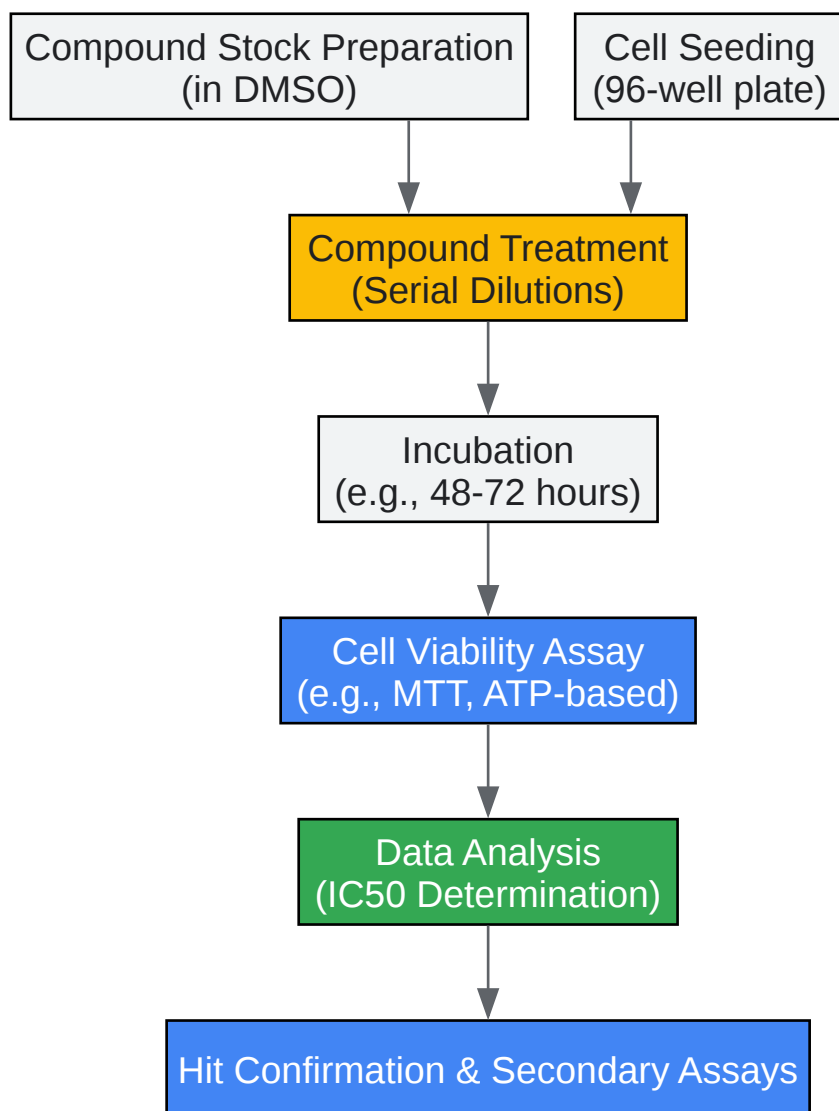 Compound Stock Preparation
(in DMSO)
Cell Seeding
(96-well plate)
Compound Treatment
(Serial Dilutions)
Incubation
(e.g., 48-72 hours)
Cell Viability Assay
(e.g., MTT, ATP-based)
Data Analysis
(IC50 Determination)
Hit Confirmation & Secondary Assays